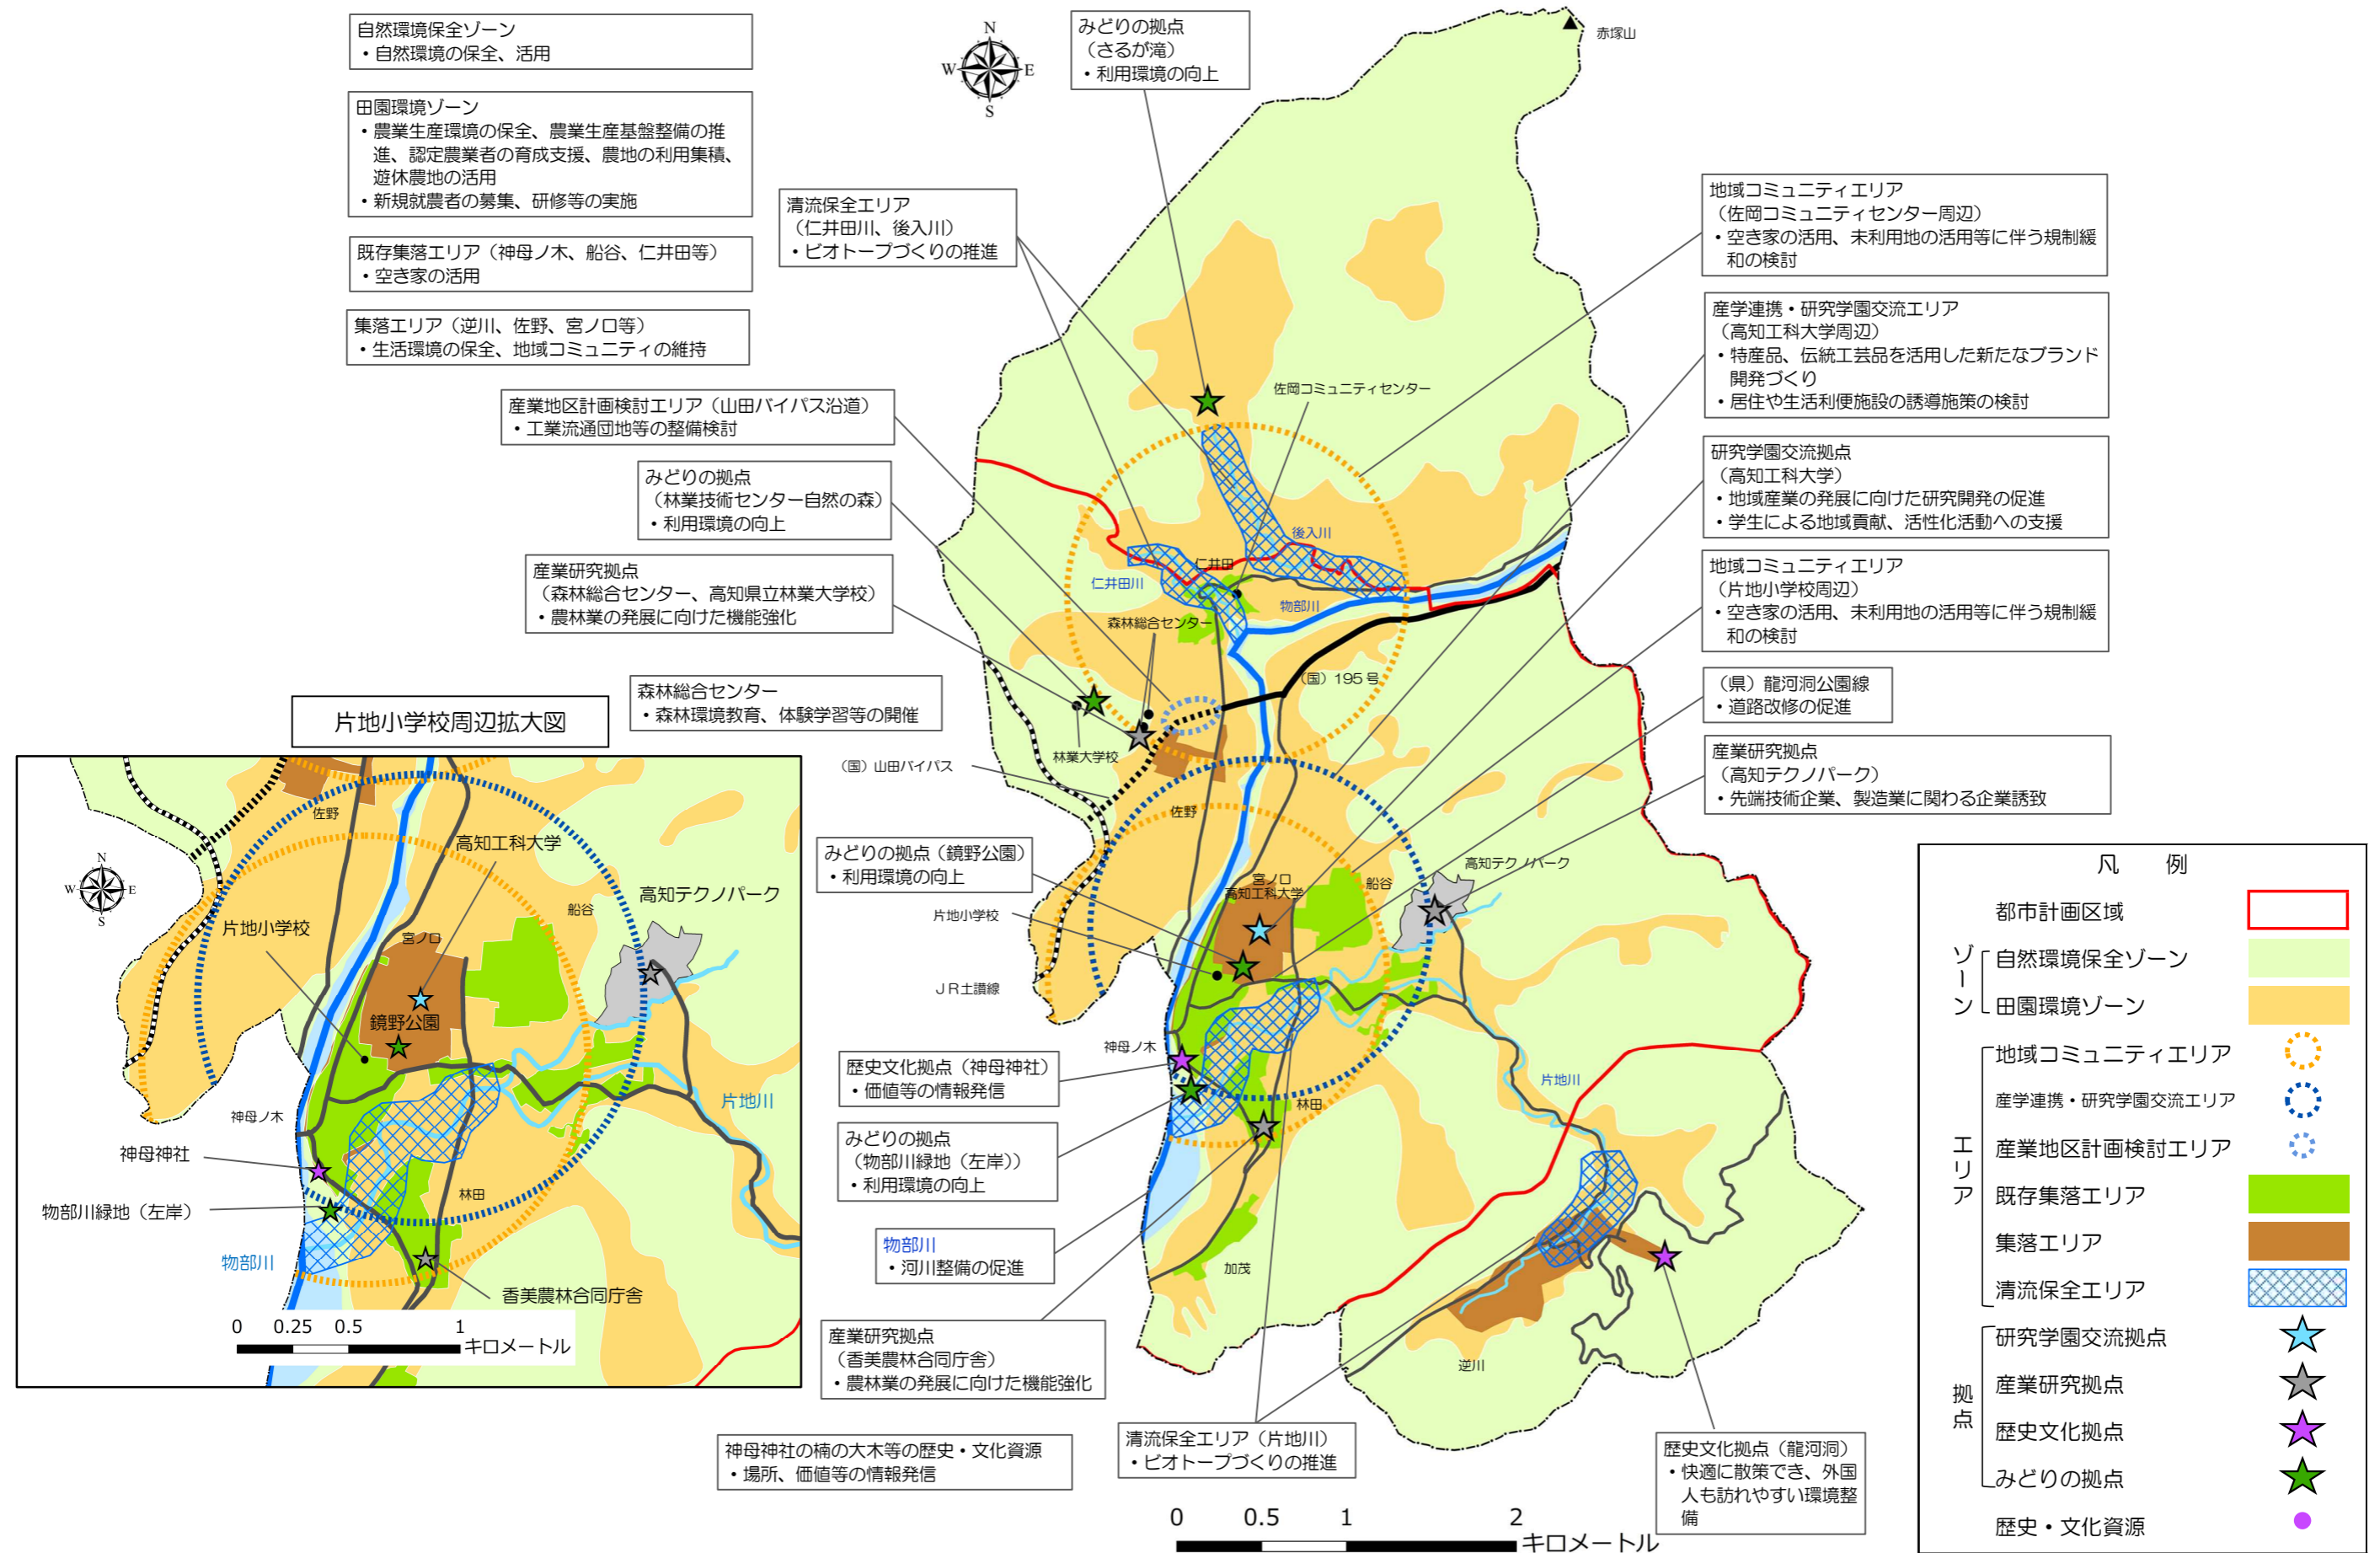 自然環境保全ゾーン
・自然環境の保全、活用
田園環境ゾーン
・農業生産環境の保全、農業生産基盤整備の推
進、認定農業者の育成支援、農地の利用集積、
遊休農地の活用
・新規就農者の募集、研修等の実施
既存集落エリア（神母ノ木、船谷、仁井田等）
・空き家の活用
集落エリア（逆川、佐野、宮ノ口等）
・生活環境の保全、地域コミュニティの維持
産業地区計画検討エリア（山田バイパス沿道）
・工業流通団地等の整備検討
みどりの拠点
（林業技術センター自然の森）
・利用環境の向上
産業研究拠点
（森林総合センター、高知県立林業大学校）
・農林業の発展に向けた機能強化
森林総合センター
・森林環境教育、体験学習等の開催
清流保全エリア
（仁井田川、後入川）
・ビオトープづくりの推進
みどりの拠点
（さるが滝）
・利用環境の向上
N
W
E
S
赤塚山
地域コミュニティエリア
（佐岡コミュニティセンター周辺）
・空き家の活用、未利用地の活用等に伴う規制緩
和の検討
産学連携・研究学園交流エリア
（高知工科大学周辺）
・特産品、伝統工芸品を活用した新たなブランド
開発づくり
・居住や生活利便施設の誘導施策の検討
研究学園交流拠点
（高知工科大学）
・地域産業の発展に向けた研究開発の促進
・学生による地域貢献、活性化活動への支援
地域コミュニティエリア
（片地小学校周辺）
・空き家の活用、未利用地の活用等に伴う規制緩
和の検討
（県）龍河洞公園線
・道路改修の促進
産業研究拠点
（高知テクノパーク）
・先端技術企業、製造業に関わる企業誘致
佐岡コミュニティセンター
後入川
仁井田
仁井田川
物部川
森林総合センター
（国）195号
林業大学校
（国）山田バイパス
佐野
みどりの拠点（鏡野公園）
・利用環境の向上
片地小学校
宮ノ口
高知工科大学
船谷
高知テクノパーク
ＪＲ土讃線
神母ノ木
歴史文化拠点（神母神社）
・価値等の情報発信
林田
片地川
みどりの拠点
（物部川緑地（左岸））
・利用環境の向上
物部川
・河川整備の促進
加茂
逆川
産業研究拠点
（香美農林合同庁舎）
・農林業の発展に向けた機能強化
神母神社の楠の大木等の歴史・文化資源
・場所、価値等の情報発信
清流保全エリア（片地川）
・ビオトープづくりの推進
歴史文化拠点（龍河洞）
・快適に散策でき、外国
人も訪れやすい環境整
備
0 0.5 1 2
キロメートル
片地小学校周辺拡大図
N
W
E
S
佐野
高知工科大学
高知テクノパーク
船谷
片地小学校
宮ノ口
鏡野公園
神母ノ木
片地川
神母神社
林田
物部川緑地（左岸）
物部川
香美農林合同庁舎
0 0.25 0.5 1
キロメートル
凡 例
都市計画区域
ゾーン
自然環境保全ゾーン
田園環境ゾーン
エリア
地域コミュニティエリア
産学連携・研究学園交流エリア
産業地区計画検討エリア
既存集落エリア
集落エリア
清流保全エリア
拠点
研究学園交流拠点
産業研究拠点
歴史文化拠点
みどりの拠点
歴史・文化資源